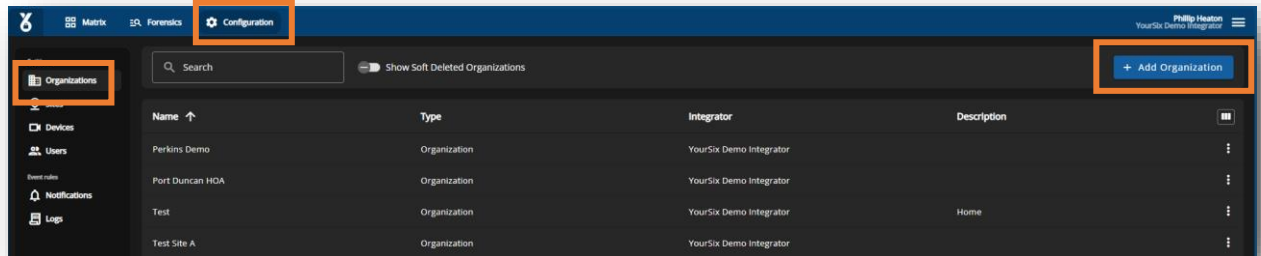 Matrix Forensics Configuration Phillip Heaton
YourSix Demo Integrator
Organizations Search Show Soft Deleted Organizations + Add Organization
Name Type Integrator Description
Devices
Users Perkins Demo Organization YourSix Demo Integrator
Event rules
Port Duncan HOA Organization YourSix Demo Integrator
Notifications
Logs Test Organization YourSix Demo Integrator Home
Test Site A Organization YourSix Demo Integrator